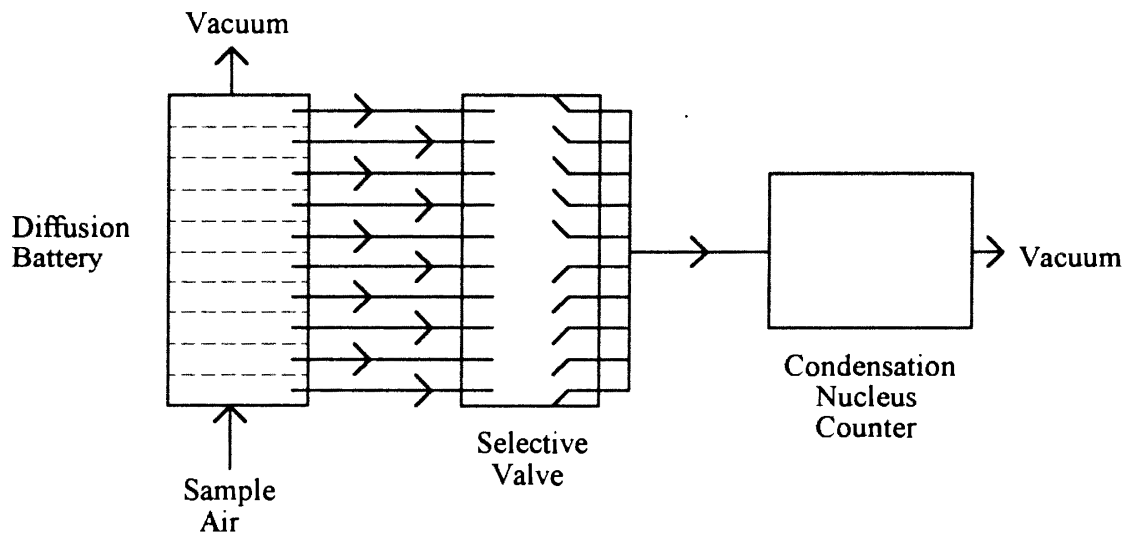 Vacuum
Diffusion
Battery
Sample
Air
Selective
Valve
Condensation
Nucleus
Counter
Vacuum